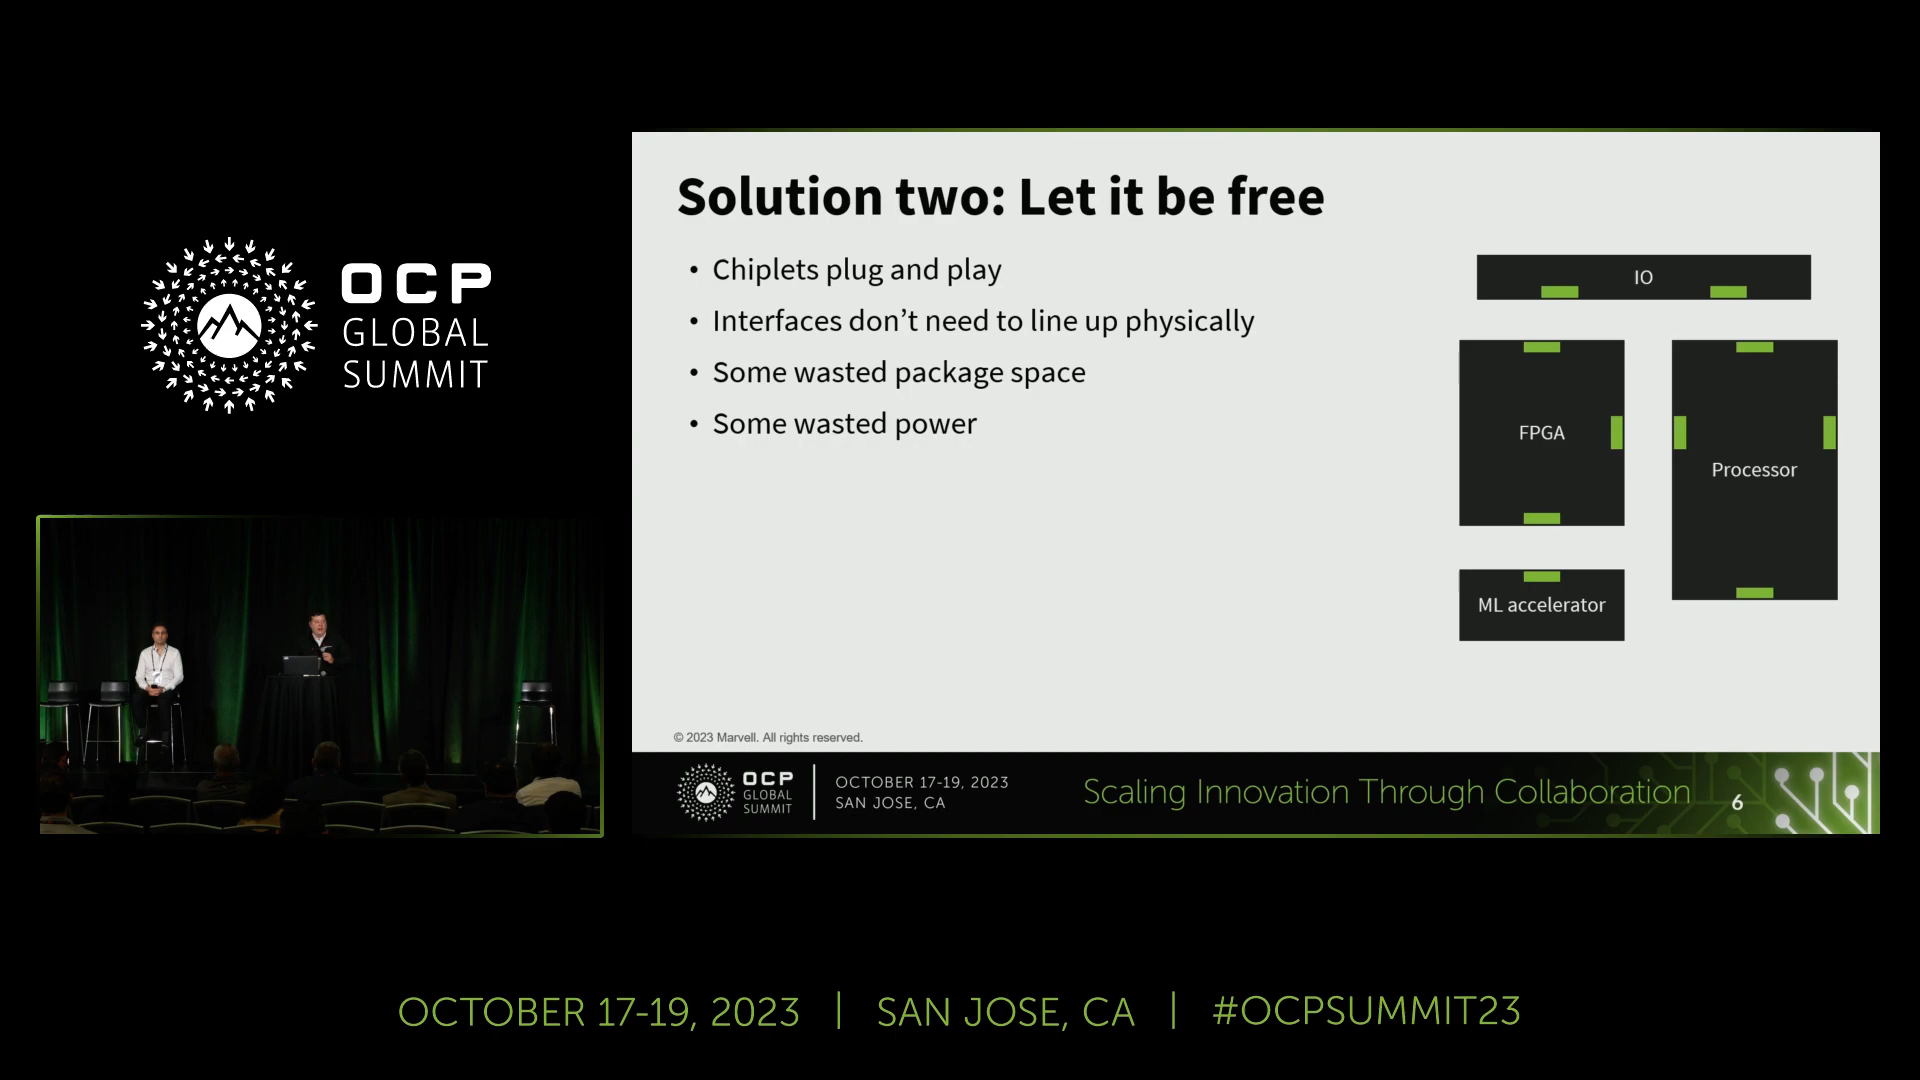 OCP
GLOBAL
SUMMIT
Solution two: Let it be free
• Chiplets plug and play
• Interfaces don’t need to line up physically
• Some wasted package space
• Some wasted power
IO
FPGA
Processor
ML accelerator
© 2023 Marvell. All rights reserved.
OCP
GLOBAL
SUMMIT
OCTOBER 17-19, 2023
SAN JOSE, CA
Scaling Innovation Through Collaboration
6
OCTOBER 17-19, 2023 | SAN JOSE, CA | #OCPSUMMIT23